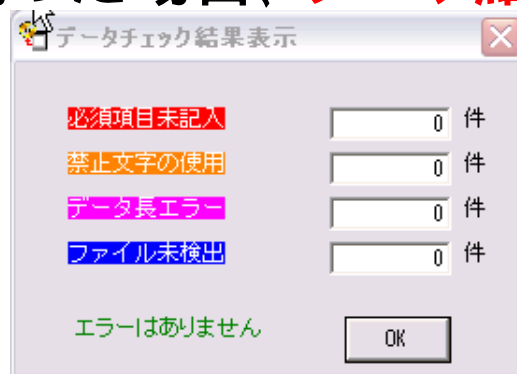 データチェック結果表示
必須項目未記入 0 件
禁止文字の使用 0 件
データ長エラー 0 件
ファイル未検出 0 件
エラーはありません OK